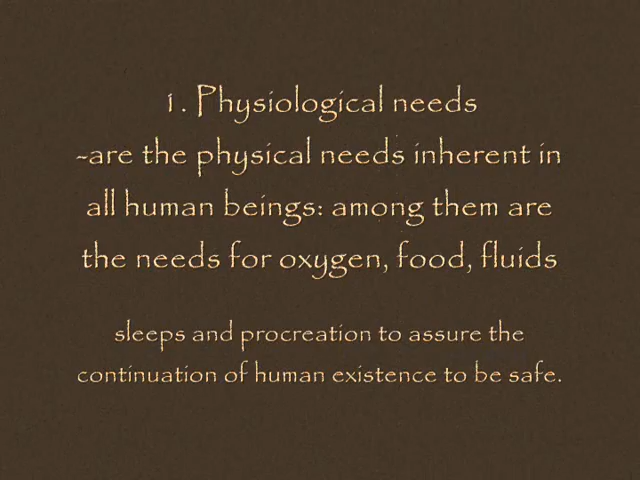 1. Physiological needs
-are the physical needs inherent in
all human beings: among them are
the needs for oxygen, food, fluids
sleeps and procreation to assure the
continuation of human existence to be safe.